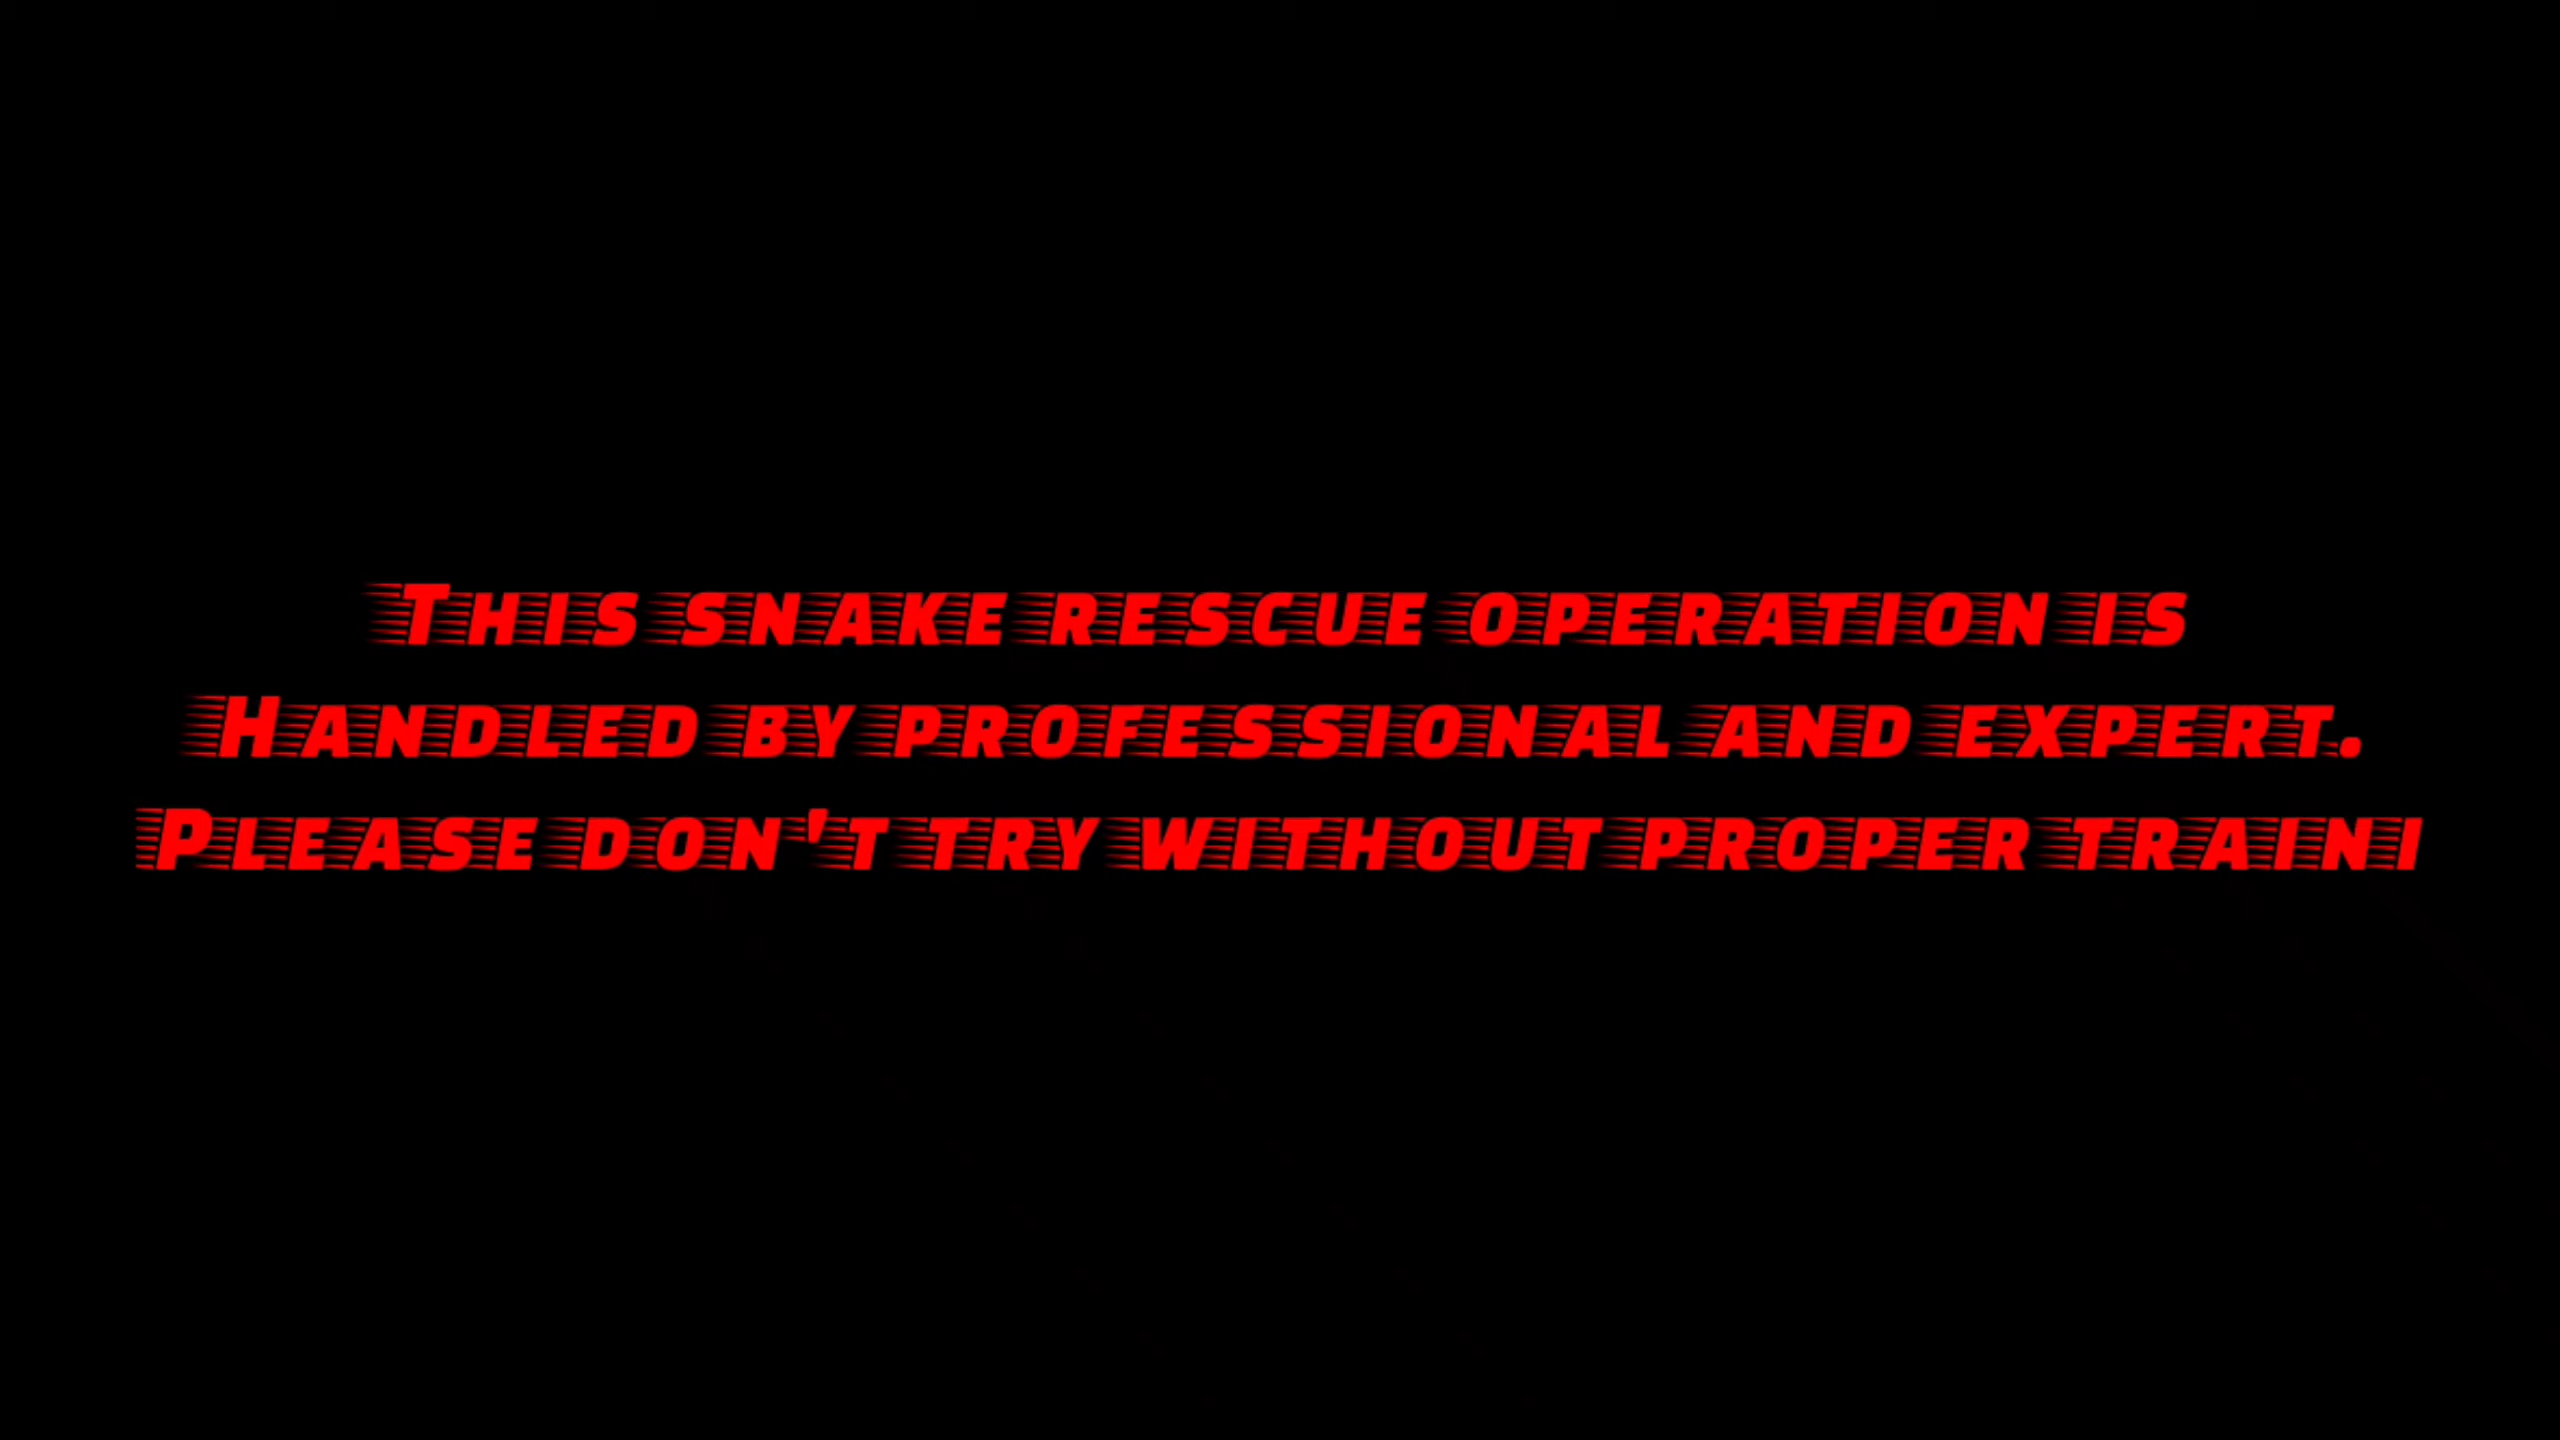 This snake rescue operation is
Handled by professional and expert.
Please don't try without proper traini